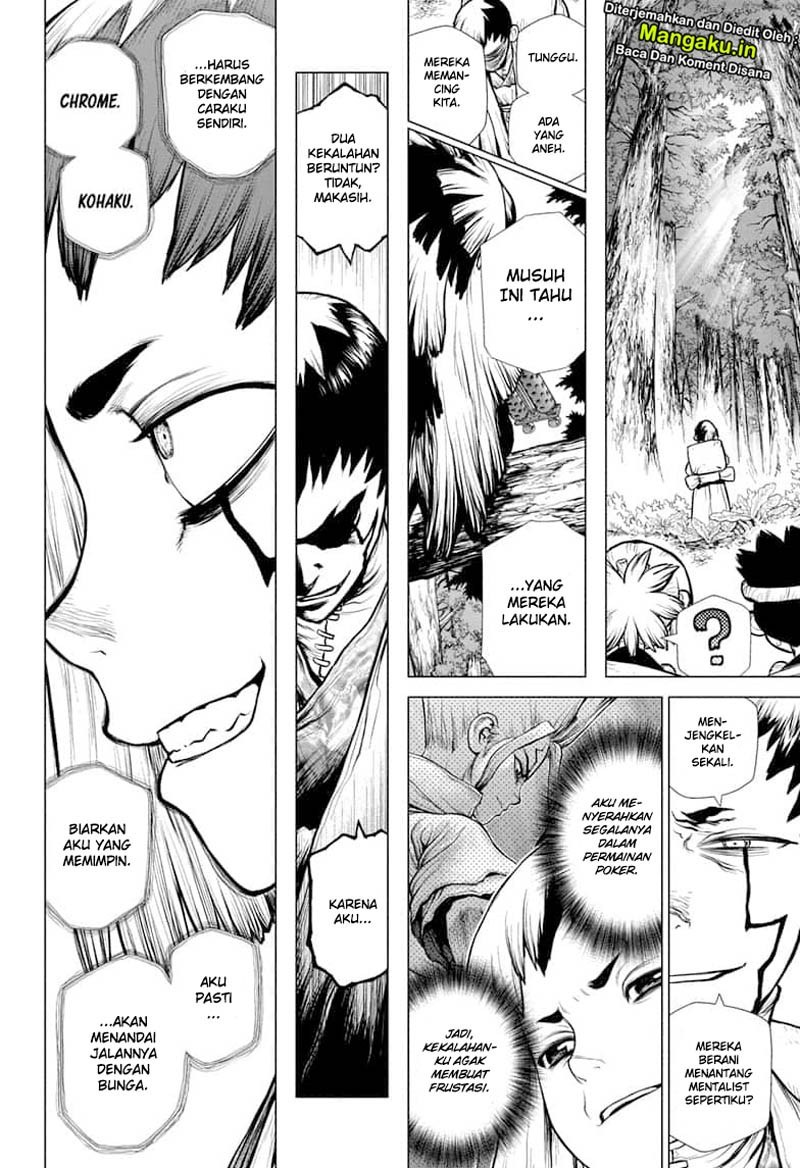 Diterjemahkan dan Diedit Oleh :
Mangaku.in
Baca Dan Koment Disana
?
TUNGGU.
ADA
YANG
ANEH.
MEREKA
MEMAN-
CING
KITA.
MUSUH
INI TAHU
...
...YANG
MEREKA
LAKUKAN.
MEN-
JENGKEL-
KAN
SEKALI.
MEREKA
BERANI
MENANTANG
MENTALIST
SEPERTIKU?
AKU ME-
NYERAHKAN
SEGALANYA
DALAM
PERMAINAN
POKER.
JADI,
KEKALAHAN-
KU AGAK
MEMBUAT
FRUSTASI.
DUA
KEKALAHAN
BERUNTUN?
TIDAK,
MAKASIH.
KARENA
AKU...
...HARUS
BERKEMBANG
DENGAN
CARAKU
SENDIRI.
CHROME.
KOHAKU.
BIARKAN
AKU YANG
MEMIMPIN.
AKU
PASTI
...
...AKAN
MENANDAI
JALANNYA
DENGAN
BUNGA.